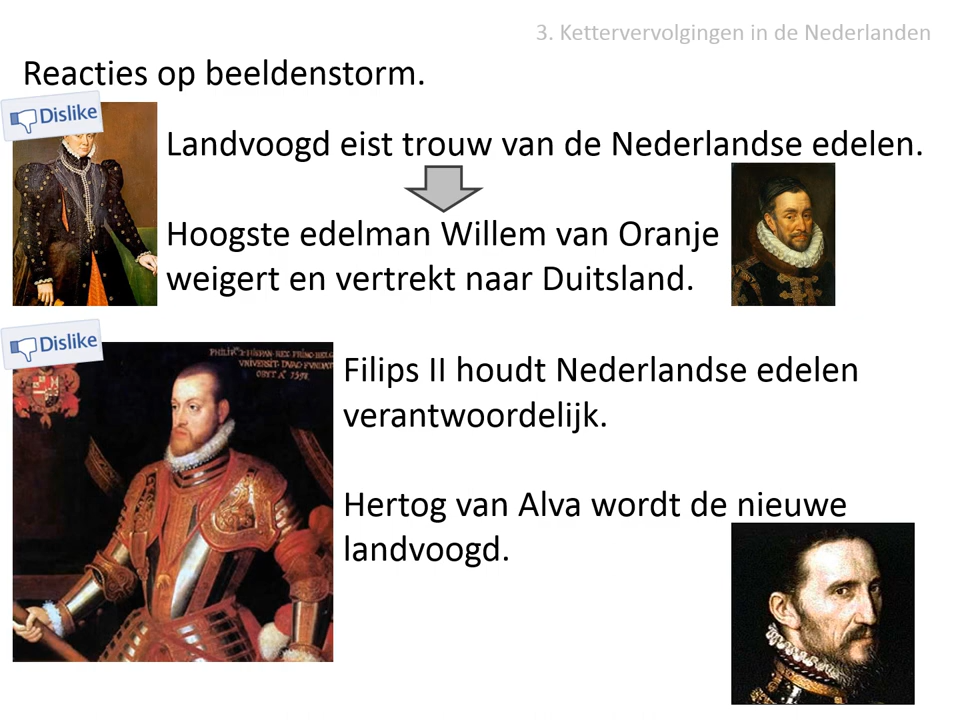 3. Kettervervolgingen in de Nederlanden
Reacties op beeldenstorm.
Dislike
Landvoogd eist trouw van de Nederlandse edelen.
Hoogste edelman Willem van Oranje
weigert en vertrekt naar Duitsland.
Dislike
Filips II houdt Nederlandse edelen
verantwoordelijk.
Hertog van Alva wordt de nieuwe
landvoogd.